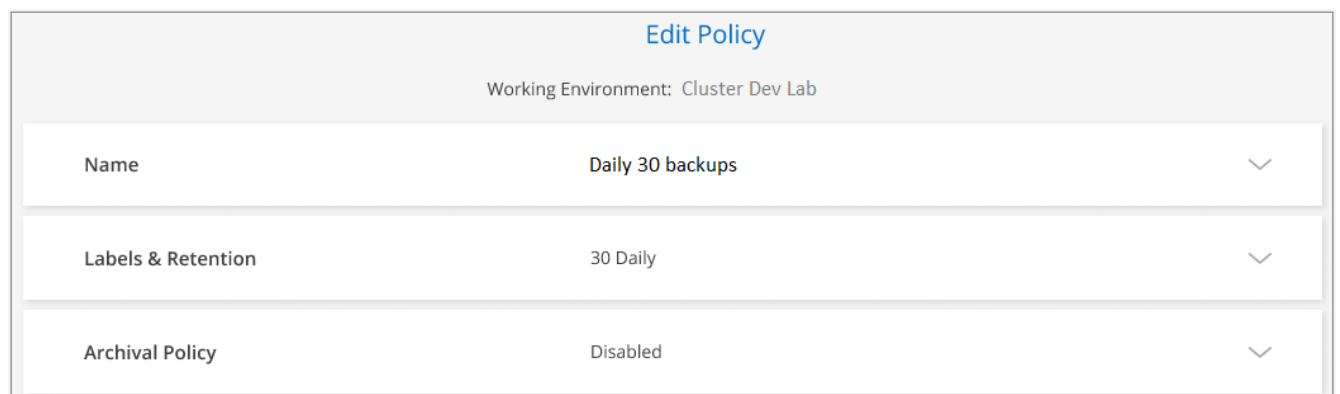 Edit Policy
Working Environment: Cluster Dev Lab
Name Daily 30 backups
Labels & Retention 30 Daily
Archival Policy Disabled